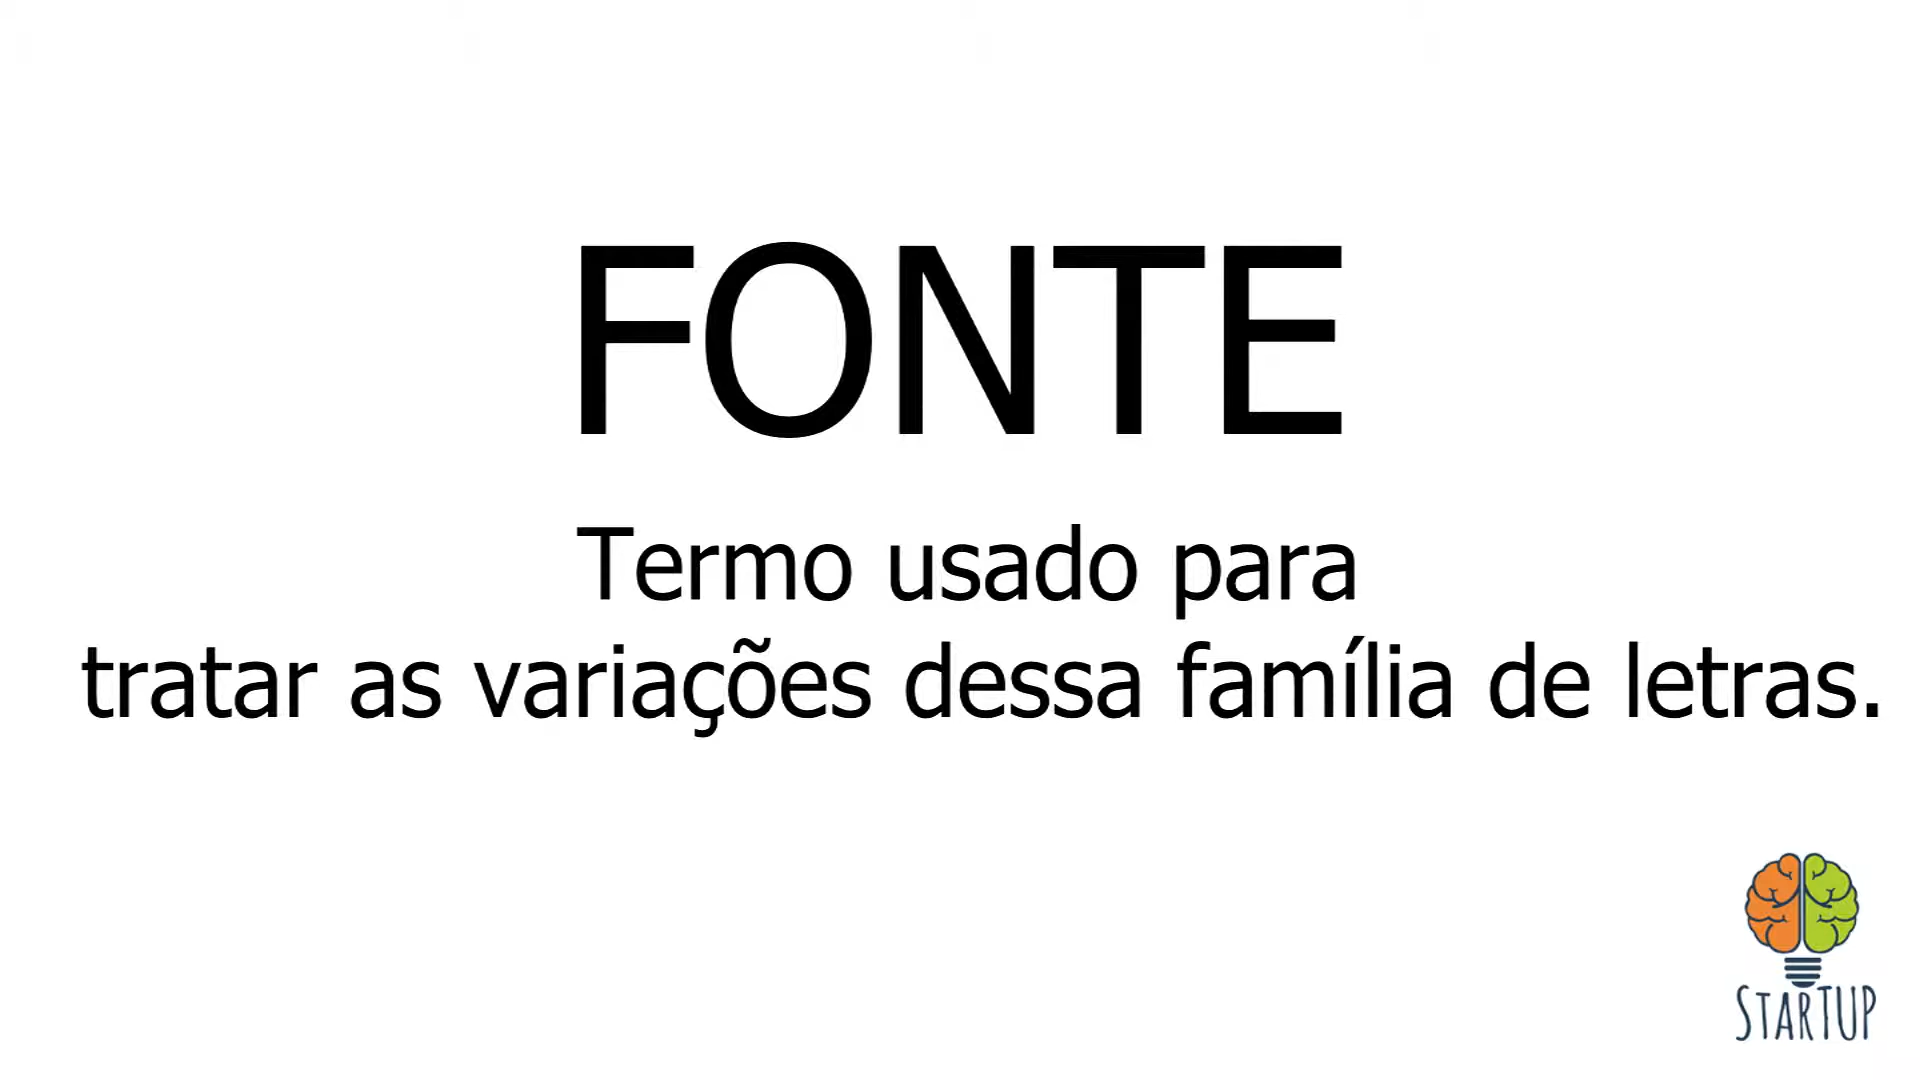 FONTE
Termo usado para
tratar as variações dessa família de letras.
STARTUP